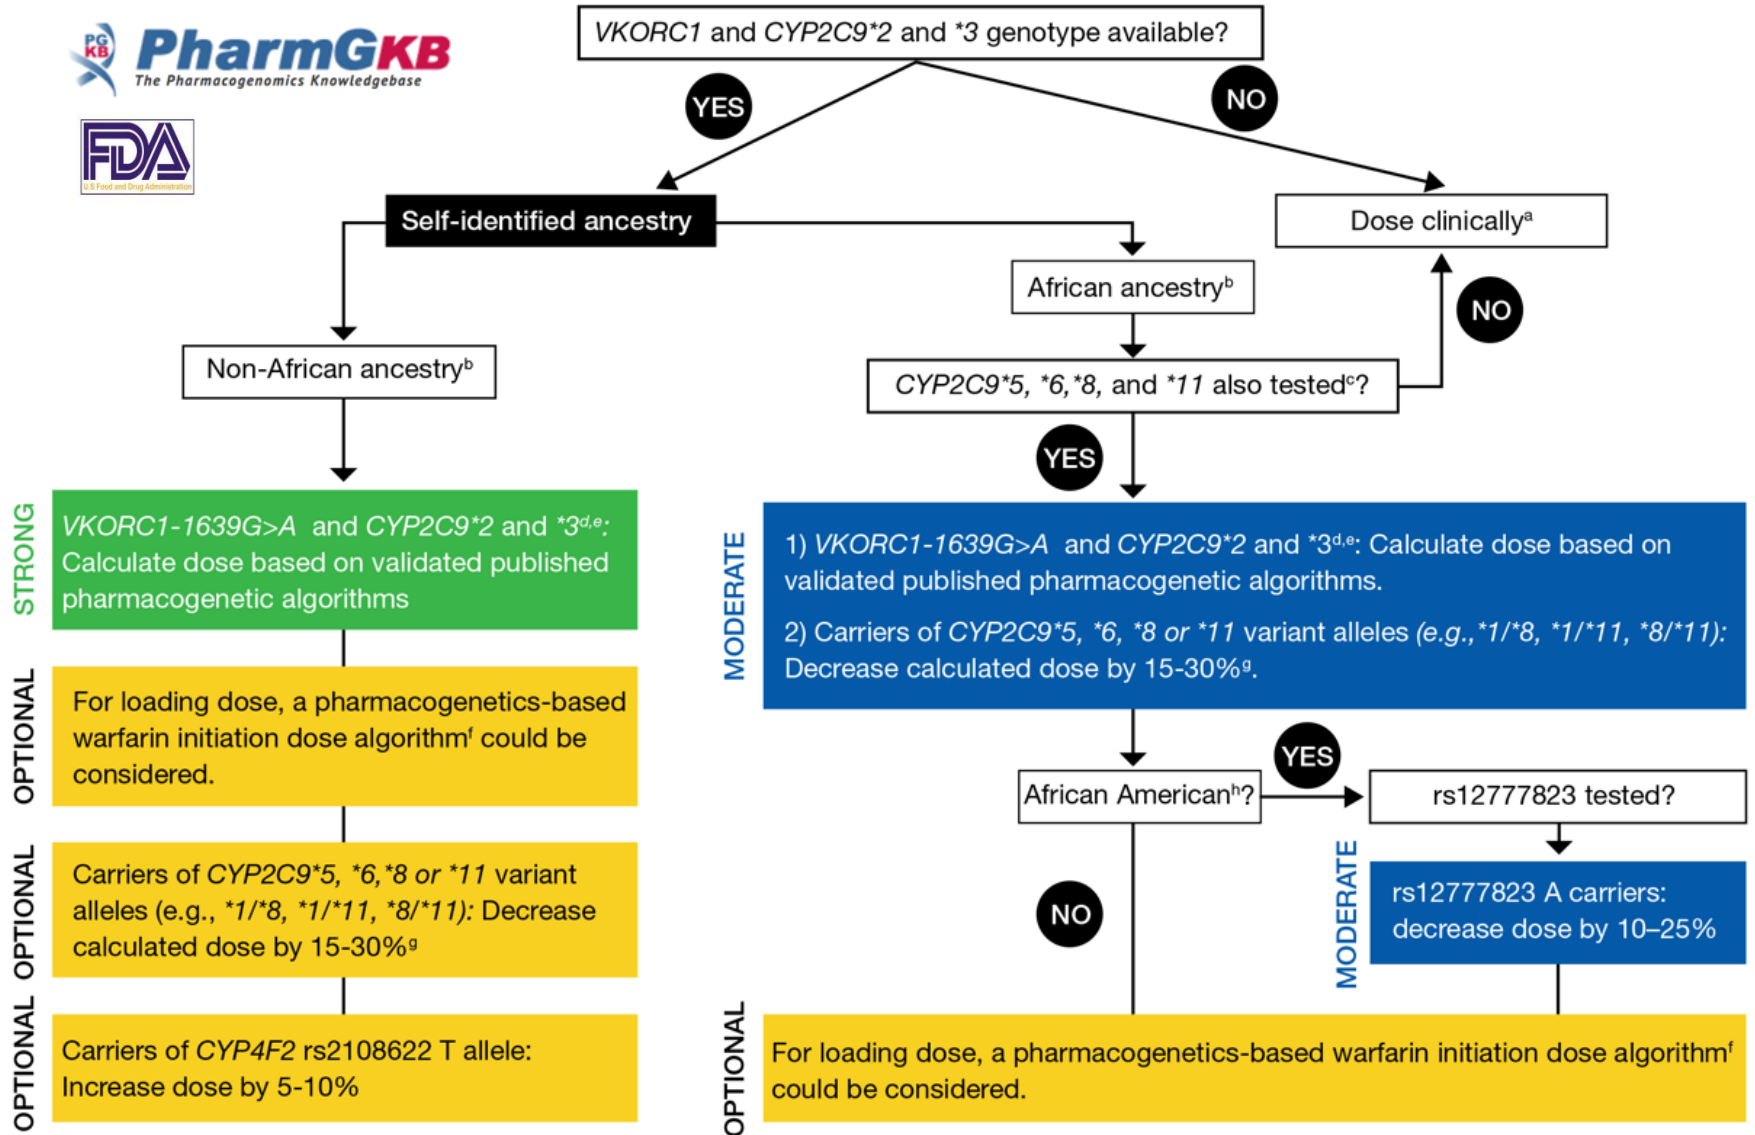 PG
KB
PharmGKB
The Pharmacogenomics Knowledgebase
FDA
U.S Food and Drug Administration
VKORC1 and CYP2C9*2 and *3 genotype available?
YES
NO
Self-identified ancestry
Dose clinicallyᵃ
African ancestryᵇ
NO
Non-African ancestryᵇ
CYP2C9*5, *6,*8, and *11 also testedᶜ?
YES
STRONG
VKORC1-1639G>A and CYP2C9*2 and *3ᵈ,ᵉ:
Calculate dose based on validated published
pharmacogenetic algorithms
OPTIONAL
For loading dose, a pharmacogenetics-based
warfarin initiation dose algorithmᶠ could be
considered.
OPTIONAL
Carriers of CYP2C9*5, *6,*8 or *11 variant
alleles (e.g., *1/*8, *1/*11, *8/*11): Decrease
calculated dose by 15-30%ᵍ
OPTIONAL
Carriers of CYP4F2 rs2108622 T allele:
Increase dose by 5-10%
MODERATE
1) VKORC1-1639G>A and CYP2C9*2 and *3ᵈ,ᵉ: Calculate dose based on
validated published pharmacogenetic algorithms.
2) Carriers of CYP2C9*5, *6, *8 or *11 variant alleles (e.g.,*1/*8, *1/*11, *8/*11):
Decrease calculated dose by 15-30%ᵍ.
African Americanʰ?
YES
rs12777823 tested?
NO
MODERATE
rs12777823 A carriers:
decrease dose by 10–25%
OPTIONAL
For loading dose, a pharmacogenetics-based warfarin initiation dose algorithmᶠ
could be considered.